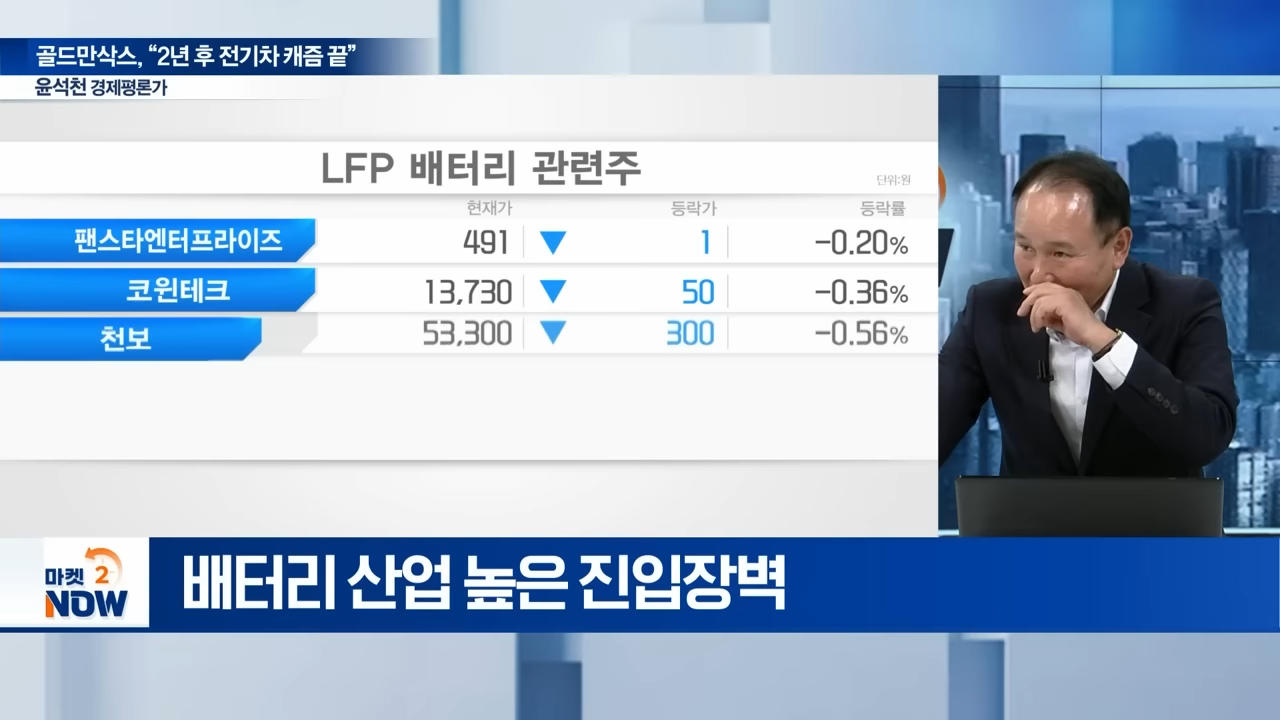 골드만삭스, “2년 후 전기차 캐즘 끝”
윤석천 경제평론가
LFP 배터리 관련주
단위:원
현재가 등락가 등락률
팬스타엔터프라이즈 491 ▼ 1 -0.20%
코윈테크 13,730 ▼ 50 -0.36%
천보 53,300 ▼ 300 -0.56%
마켓 2
NOW
배터리 산업 높은 진입장벽